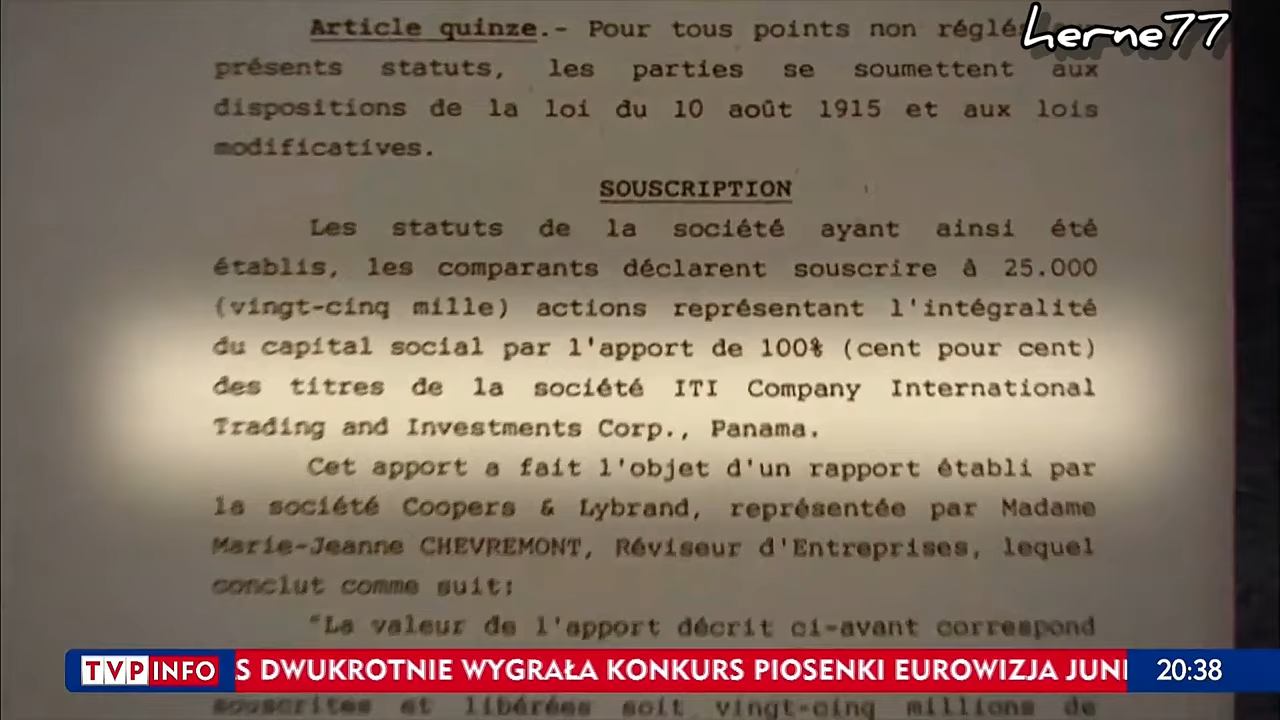 Article quinze.- Pour tous points non réglés
herne77
présents statuts, les parties se soumettent aux
dispositions de la loi du 10 août 1915 et aux lois
modificatives.
SOUSCRIPTION
Les statuts de la société ayant ainsi été
établis, les comparants déclarent souscrire à 25.000
(vingt-cinq mille) actions représentant l'intégralité
du capital social par l'apport de 100% (cent pour cent)
des titres de la société ITI Company International
Trading and Investments Corp., Panama.
Cet apport a fait l'objet d'un rapport établi par
la société Coopers & Lybrand, représentée par Madame
Marie-Jeanne CHEVREMONT, Réviseur d'Entreprises, lequel
conclut comme suit:
"La valeur de l'apport décrit ci-avant correspond
TVP INFO S DWUKROTNIE WYGRAŁA KONKURS PIOSENKI EUROWIZJA JUNI 20:38
souscrites et libérées soit vingt-cinq millions de